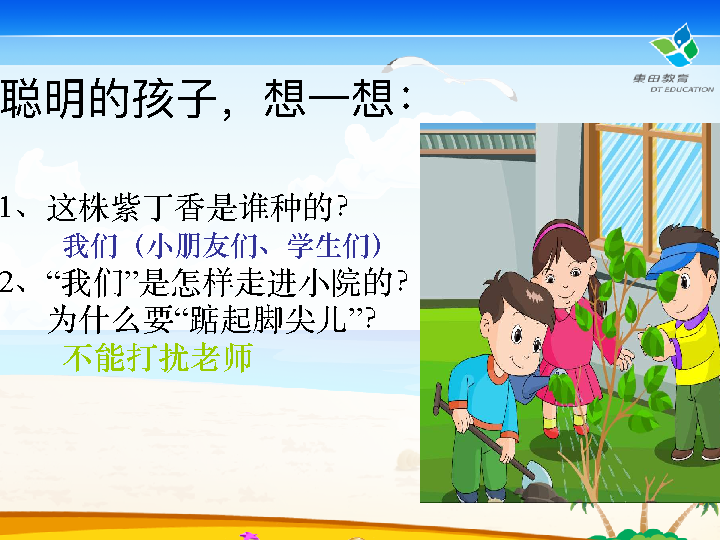 東田教育
DT EDUCATION
聪明的孩子，想一想：
1、这株紫丁香是谁种的？
我们（小朋友们、学生们）
2、“我们”是怎样走进小院的？
为什么要“踮起脚尖儿”？
不能打扰老师